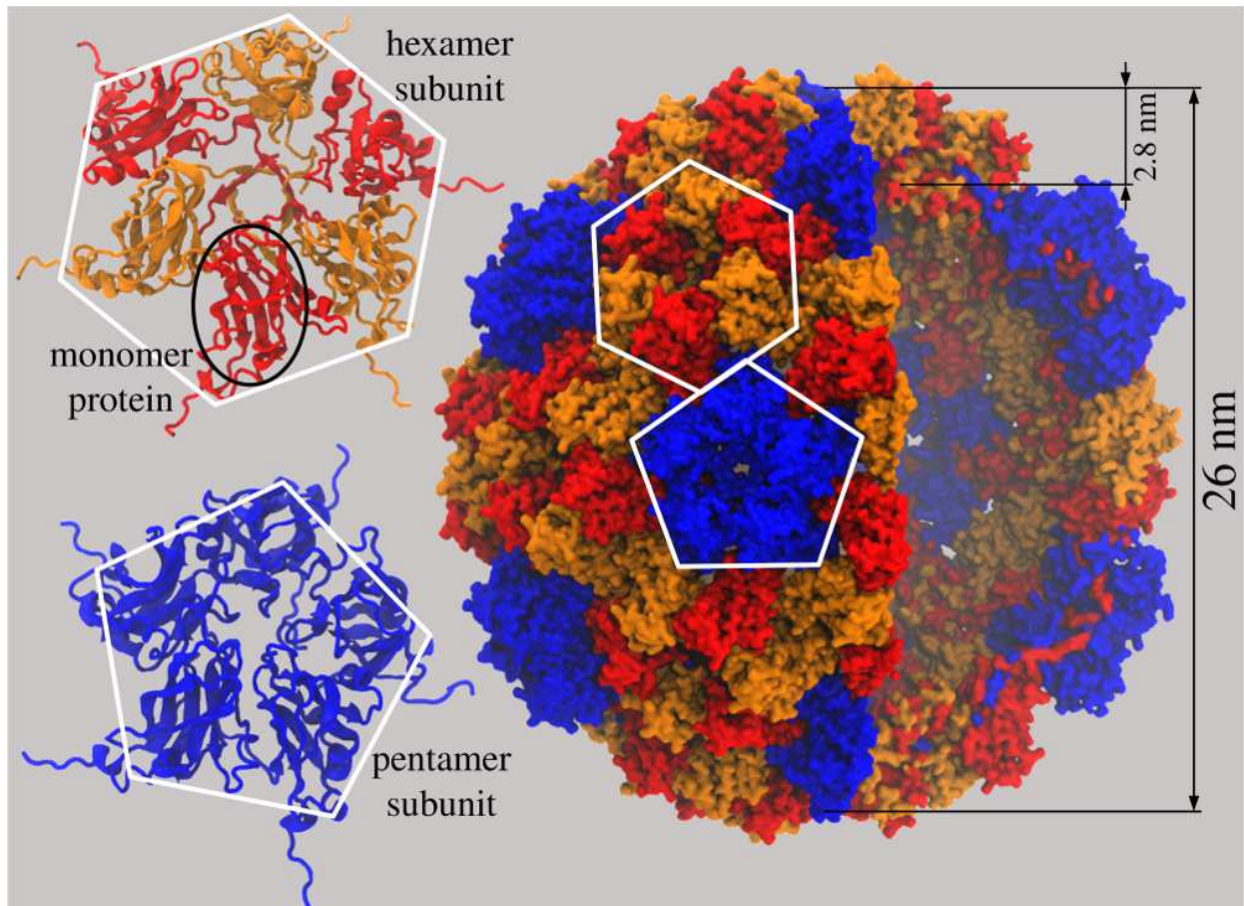 hexamer
subunit
monomer
protein
pentamer
subunit
2.8 nm
26 nm